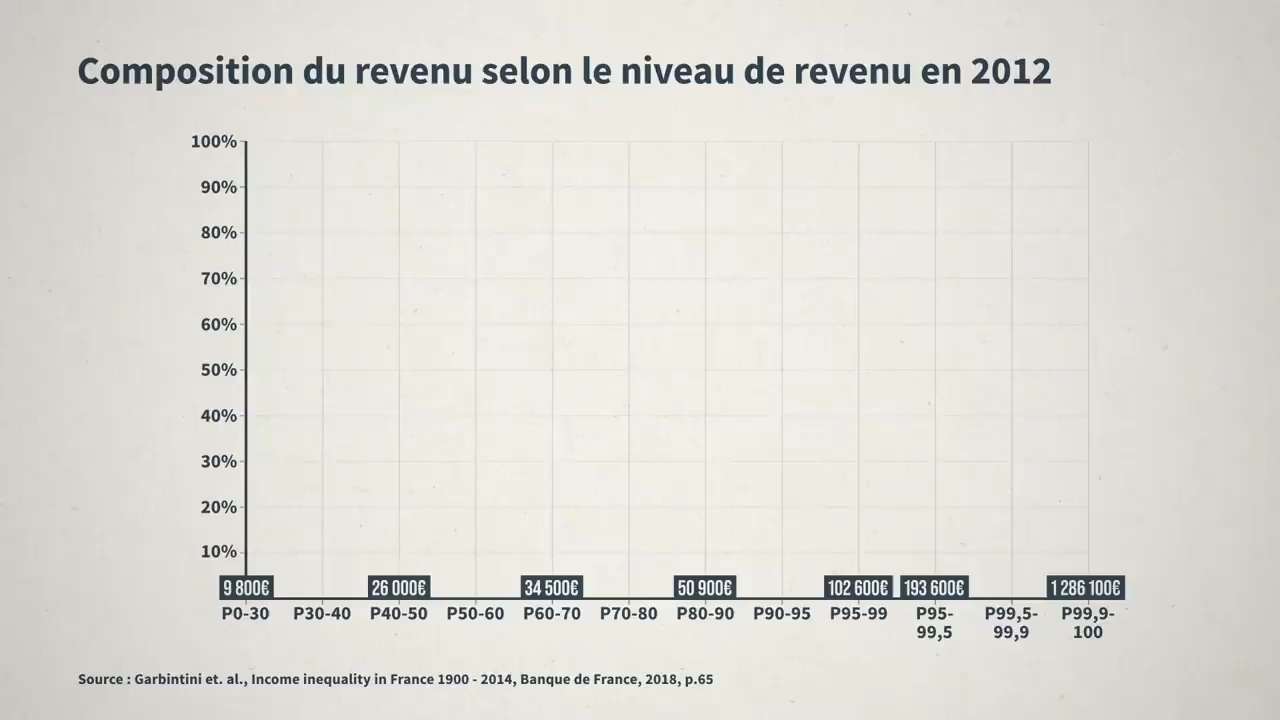 Composition du revenu selon le niveau de revenu en 2012
100%
90%
80%
70%
60%
50%
40%
30%
20%
10%
9 800€ 26 000€ 34 500€ 50 900€ 102 600€ 193 600€ 1 286 100€
P0-30 P30-40 P40-50 P50-60 P60-70 P70-80 P80-90 P90-95 P95-99 P95- P99,5- P99,9-
99,5 99,9 100
Source : Garbintini et. al., Income inequality in France 1900 - 2014, Banque de France, 2018, p.65